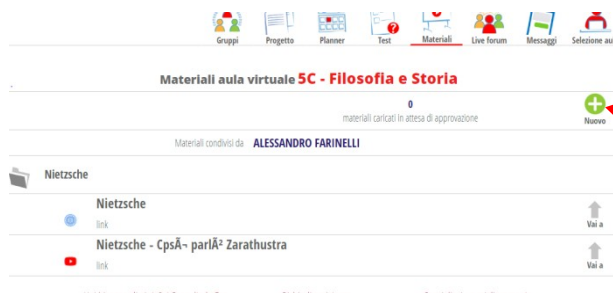 Gruppi Progetto Planner Test Materiali Live forum Messaggi Selezione au
Materiali aula virtuale 5C - Filosofia e Storia
0
materiali caricati in attesa di approvazione
Nuovo
Materiali condivisi da ALESSANDRO FARINELLI
Nietzsche
Nietzsche
link
Vai a
Nietzsche - CpsÃ¬ parlÃ² Zarathustra
link
Vai a